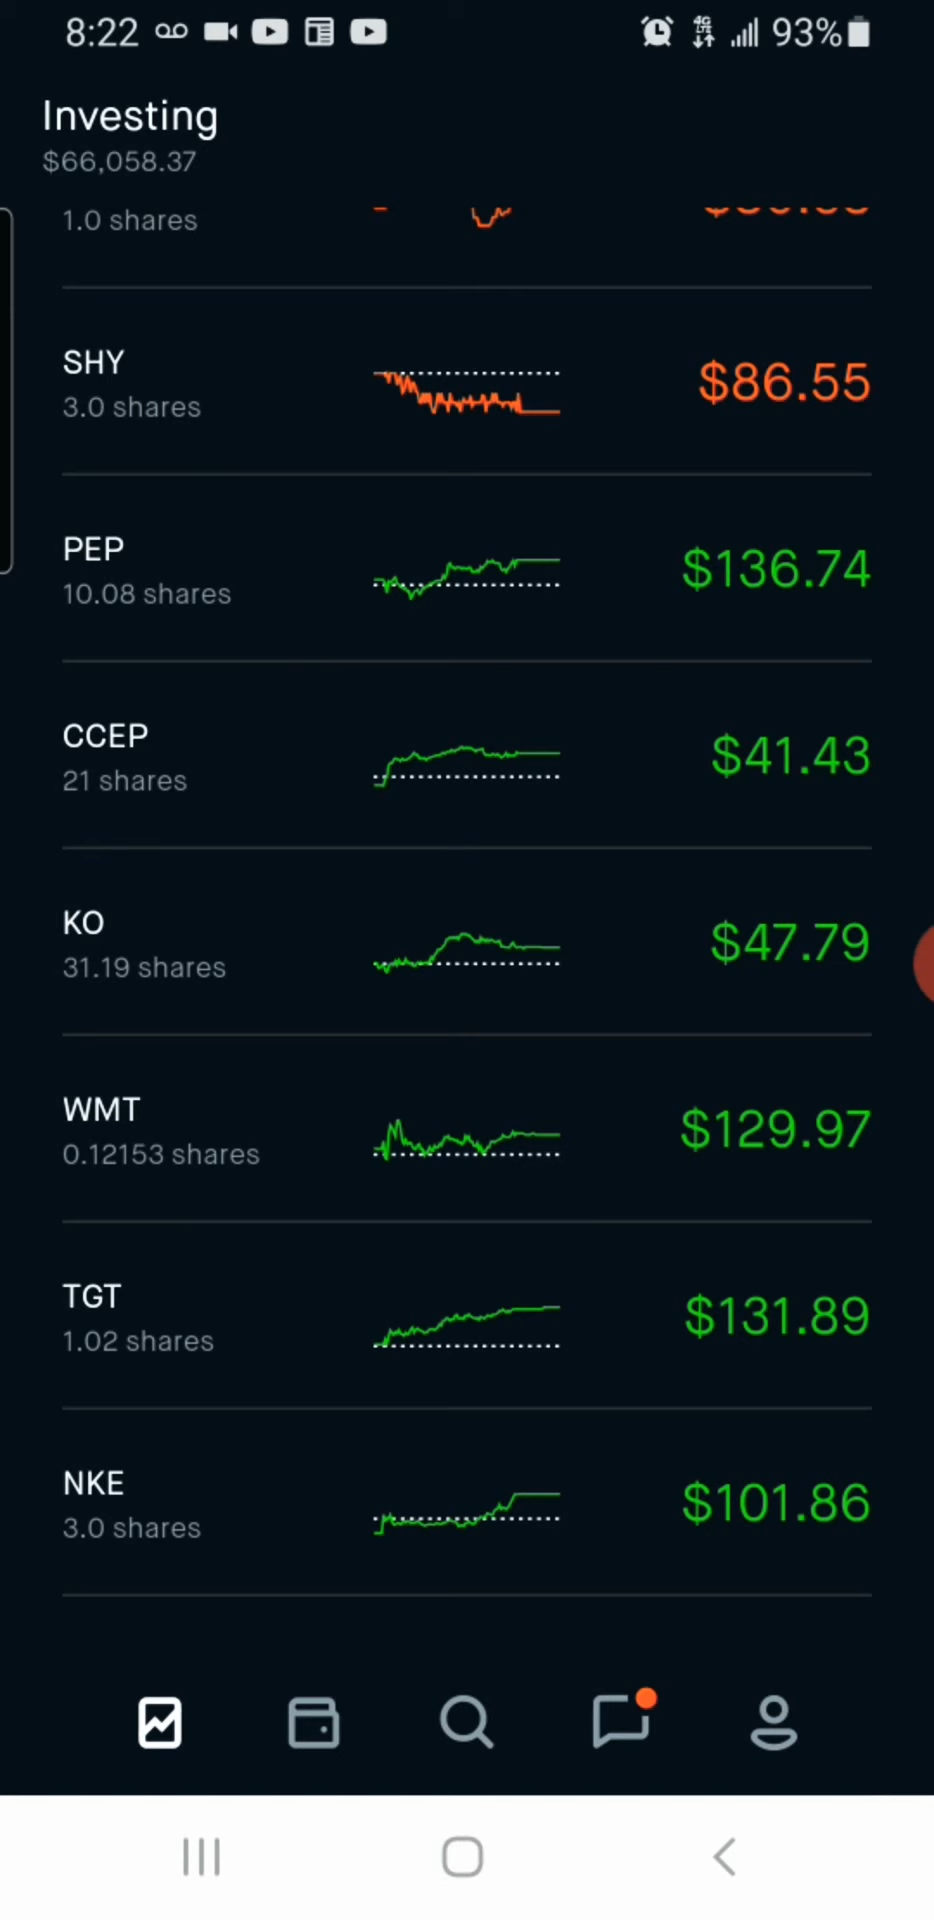 8:22
4G LTE
93%
Investing
$66,058.37
1.0 shares
SHY
3.0 shares
$86.55
PEP
10.08 shares
$136.74
CCEP
21 shares
$41.43
KO
31.19 shares
$47.79
WMT
0.12153 shares
$129.97
TGT
1.02 shares
$131.89
NKE
3.0 shares
$101.86